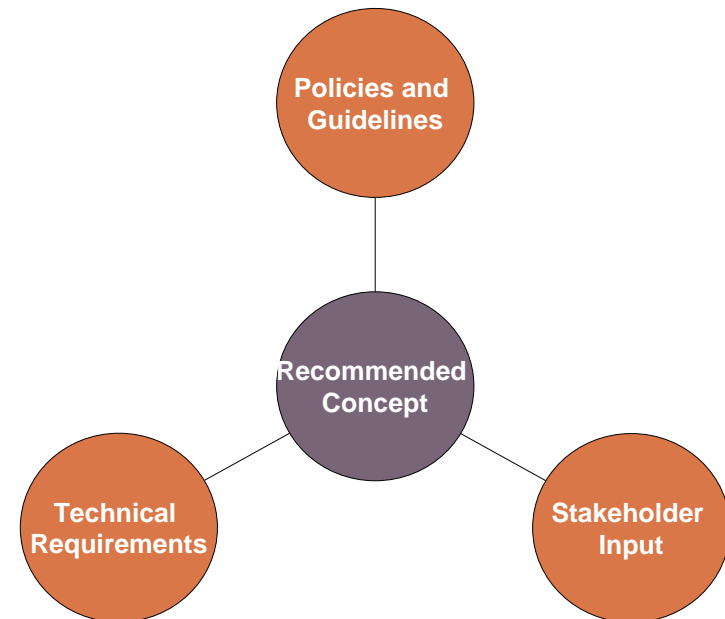 Policies and
Guidelines
Recommended
Concept
Technical
Requirements
Stakeholder
Input